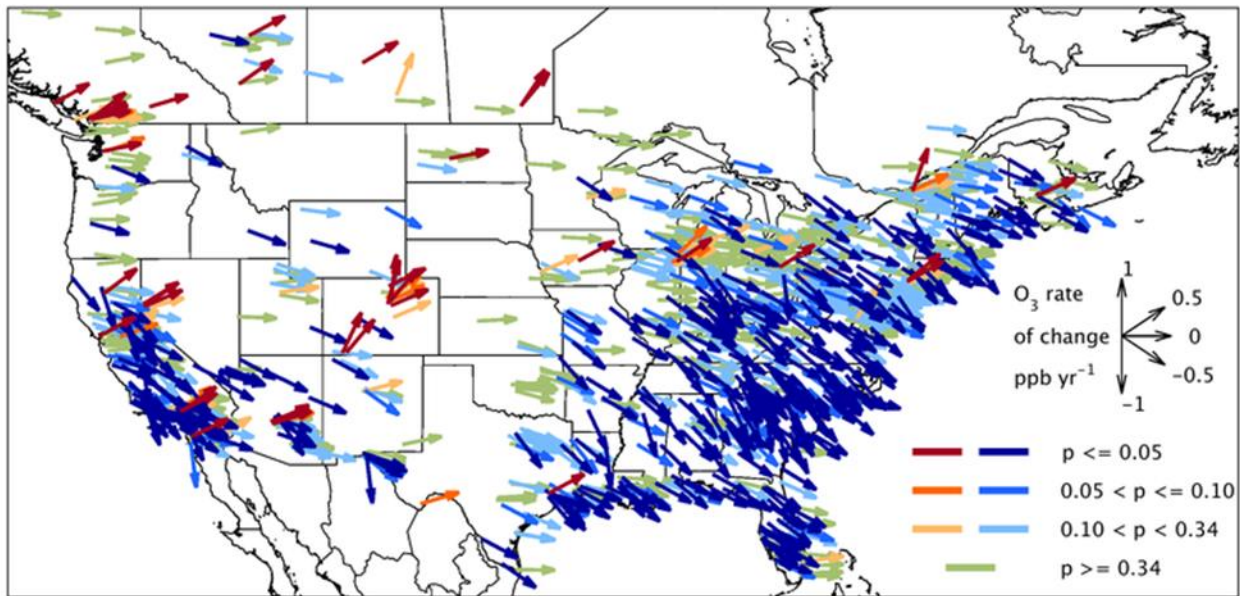 1
O3 rate
0.5
of change
0
ppb yr−1
−0.5
−1
p <= 0.05
0.05 < p <= 0.10
0.10 < p < 0.34
p >= 0.34